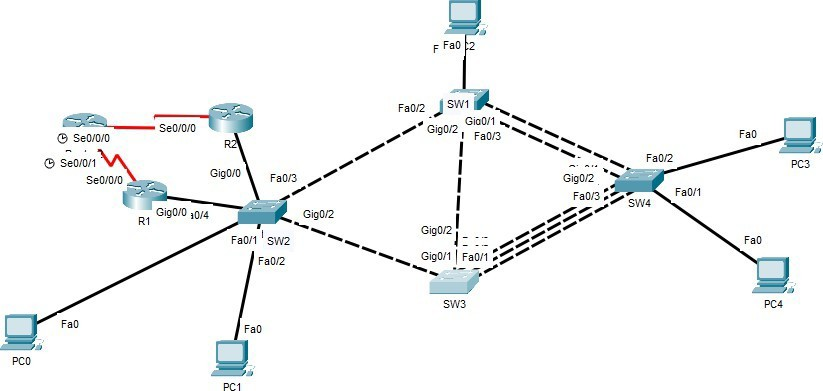 Fa0
Fa0/2
SW1
Gig0/1
Gig0/2
Fa0/3
Se0/0/0
Se0/0/0
R2
Se0/0/1
Se0/0/0
Gig0/0
Fa0/3
R1
Gig0/0
Gig0/2
Fa0/1
SW2
Fa0/2
Fa0/2
Gig0/2
Fa0/3
SW4
Fa0/1
Fa0
PC3
Gig0/2
Gig0/1
Fa0/1
SW3
Fa0
PC4
Fa0
PC0
Fa0
PC1